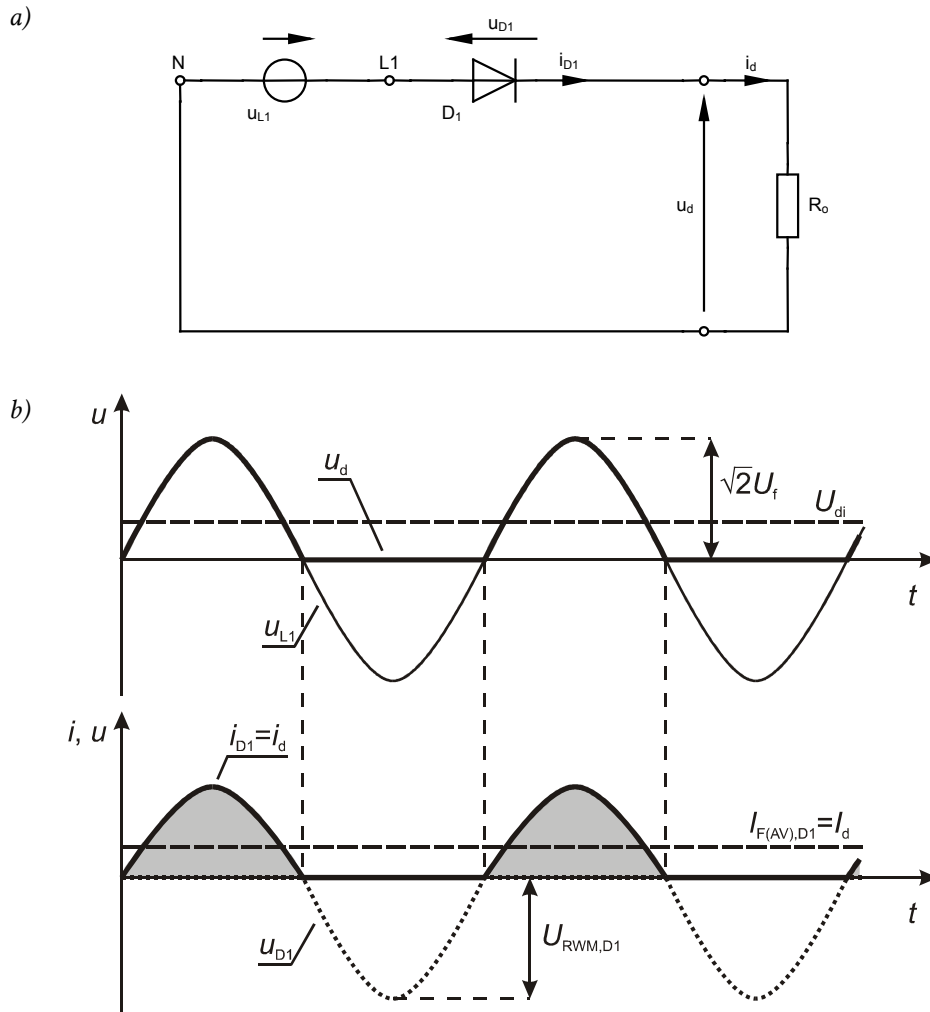 a)
u_D1
N
L1
i_D1
i_d
u_L1
D_1
u_d
R_o
b)
u
u_d
√2U_f
U_di
t
u_L1
i, u
i_D1=i_d
I_F(AV),D1=I_d
t
u_D1
U_RWM,D1